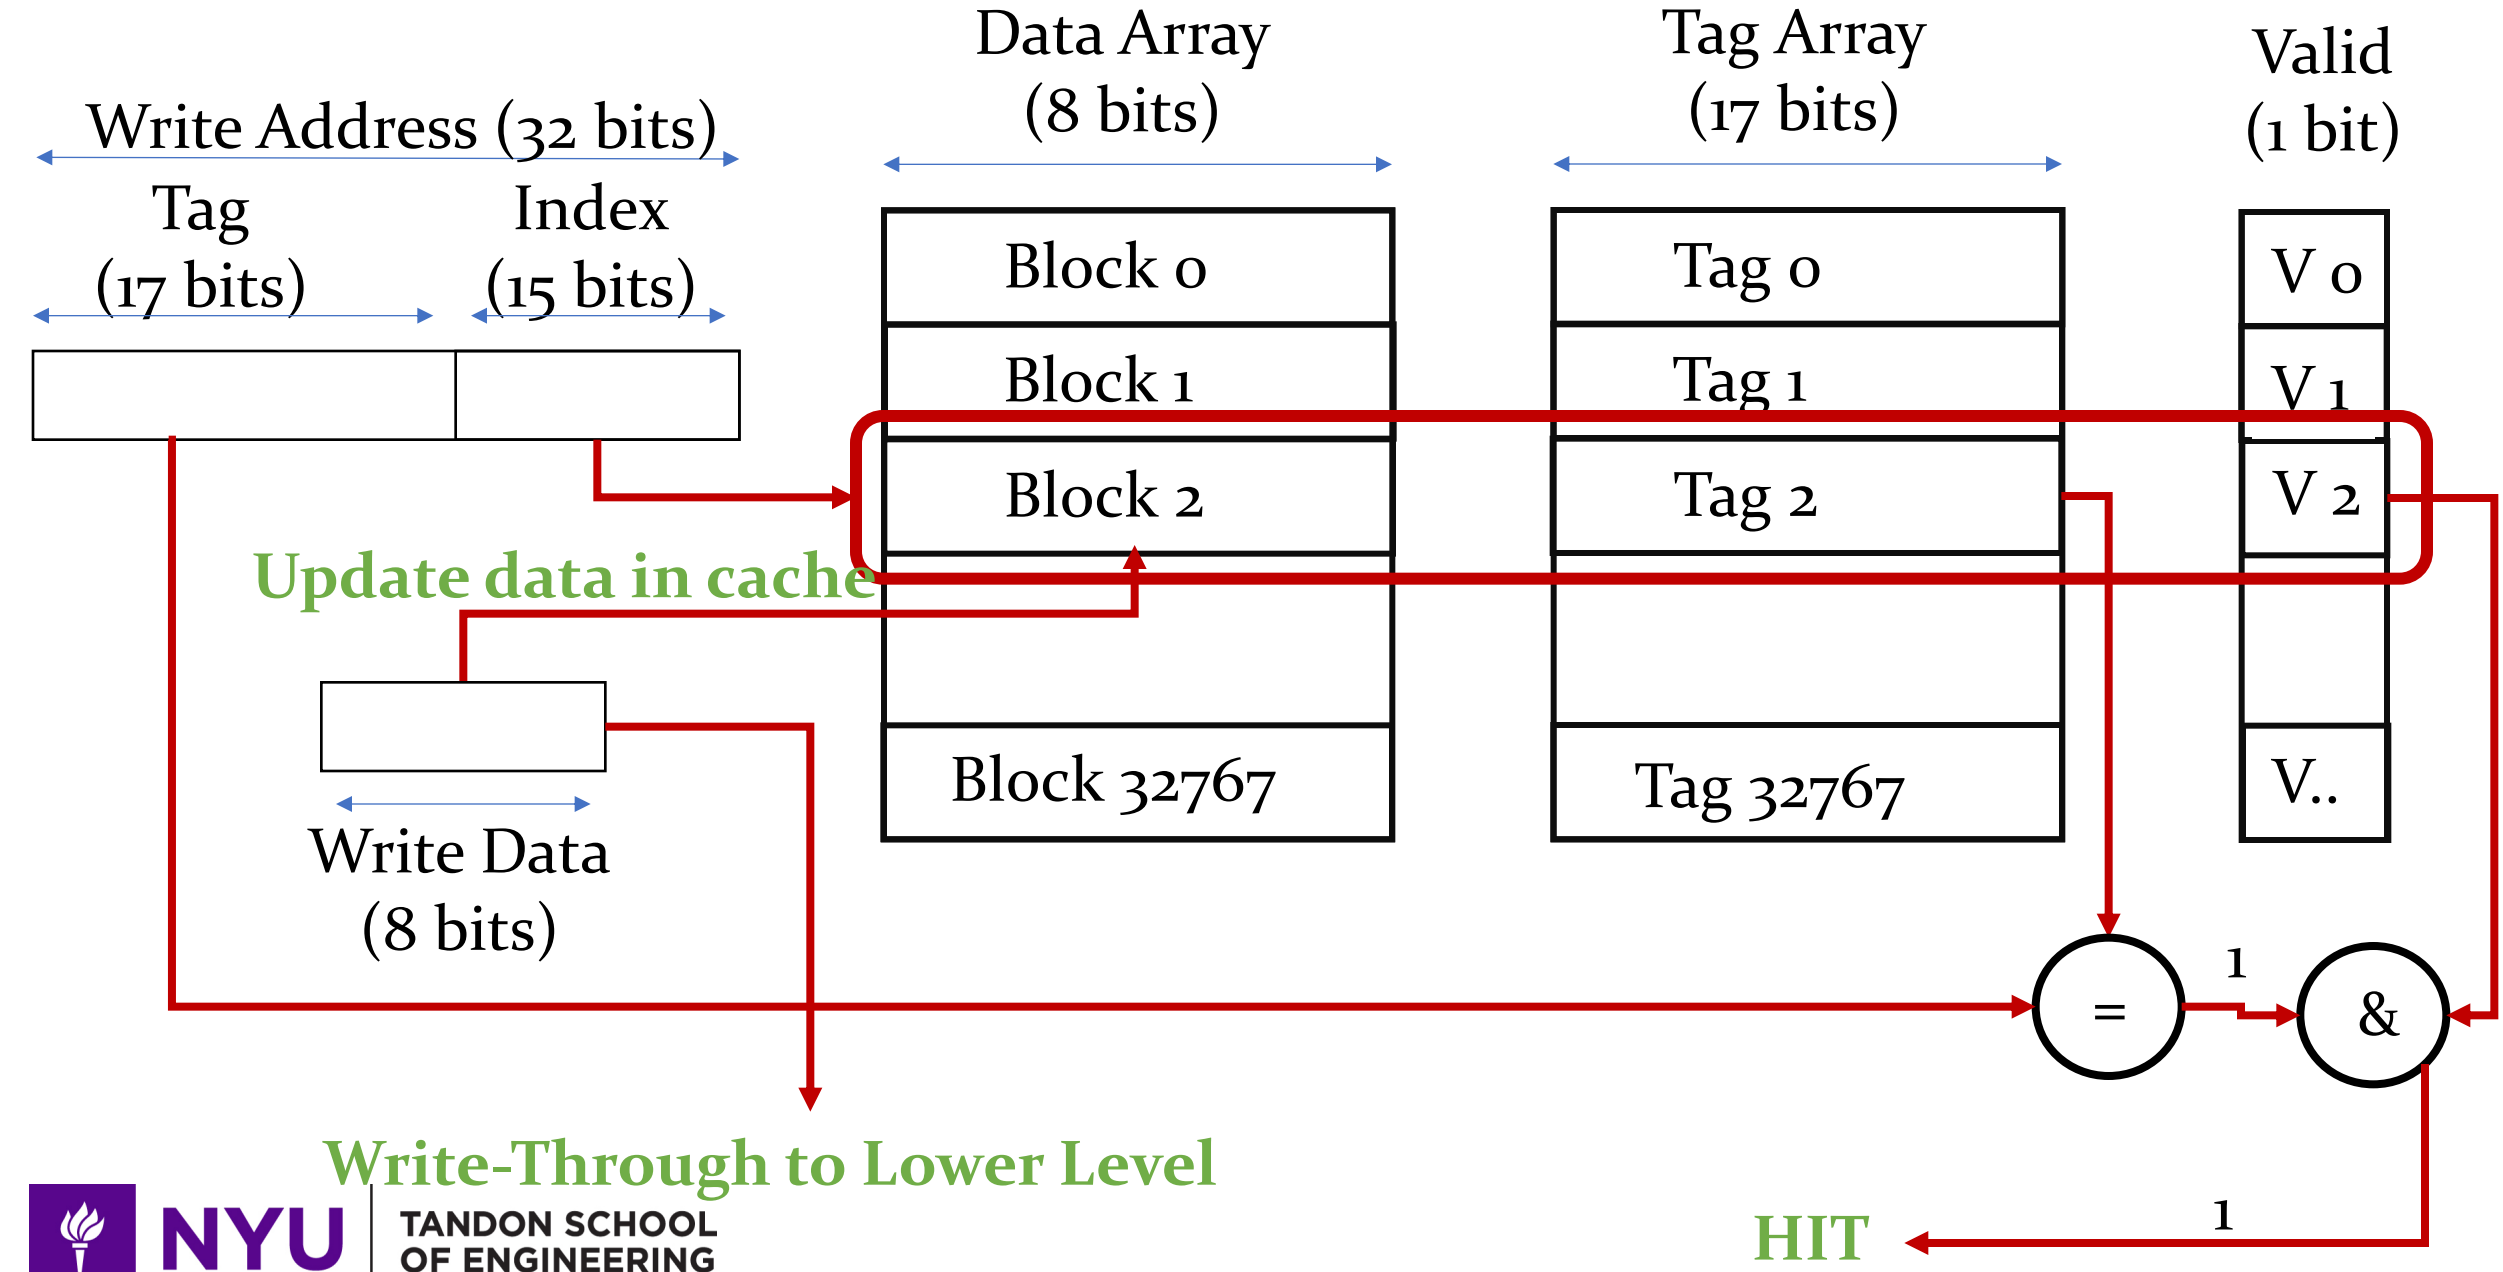 Write Address (32 bits)
Tag
(17 bits)
Index
(15 bits)
Data Array
(8 bits)
Tag Array
(17 bits)
Valid
(1 bit)
Block 0
Tag 0
V 0
Block 1
Tag 1
V 1
Block 2
Tag 2
V 2
Update data in cache
Block 32767
Tag 32767
V..
Write Data
(8 bits)
=
1
&
Write-Through to Lower Level
HIT
1
NYU
TANDON SCHOOL
OF ENGINEERING